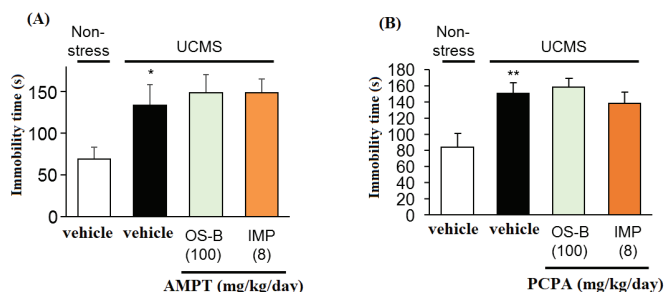 (A)
Non-
stress
UCMS
Immobility time (s)
150
100
50
0
*
vehicle
vehicle
OS-B
(100)
IMP
(8)
AMPT (mg/kg/day)
(B)
Non-
stress
UCMS
Immobility time (s)
180
160
140
120
100
80
60
40
20
0
**
vehicle
vehicle
OS-B
(100)
IMP
(8)
PCPA (mg/kg/day)